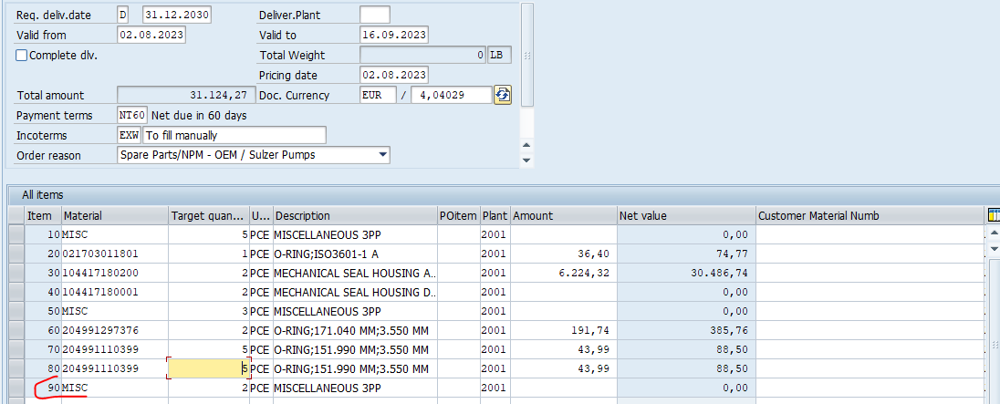 Req. deliv.date D 31.12.2030 Deliver.Plant
Valid from 02.08.2023 Valid to 16.09.2023
Complete dlv. Total Weight 0 LB
Pricing date 02.08.2023
Total amount 31.124,27 Doc. Currency EUR / 4,04029
Payment terms NT60 Net due in 60 days
Incoterms EXW To fill manually
Order reason Spare Parts/NPM - OEM / Sulzer Pumps
All items
Item Material Target quan... U... Description POitem Plant Amount Net value Customer Material Numb
10 MISC 5 PCE MISCELLANEOUS 3PP 2001 0,00
20 021703011801 1 PCE O-RING;ISO3601-1 A 2001 36,40 74,77
30 104417180200 2 PCE MECHANICAL SEAL HOUSING A... 2001 6.224,32 30.486,74
40 104417180001 2 PCE MECHANICAL SEAL HOUSING D... 2001 0,00
50 MISC 3 PCE MISCELLANEOUS 3PP 2001 0,00
60 204991297376 2 PCE O-RING;171.040 MM;3.550 MM 2001 191,74 385,76
70 204991110399 5 PCE O-RING;151.990 MM;3.550 MM 2001 43,99 88,50
80 204991110399 5 PCE O-RING;151.990 MM;3.550 MM 2001 43,99 88,50
90 MISC 2 PCE MISCELLANEOUS 3PP 2001 0,00